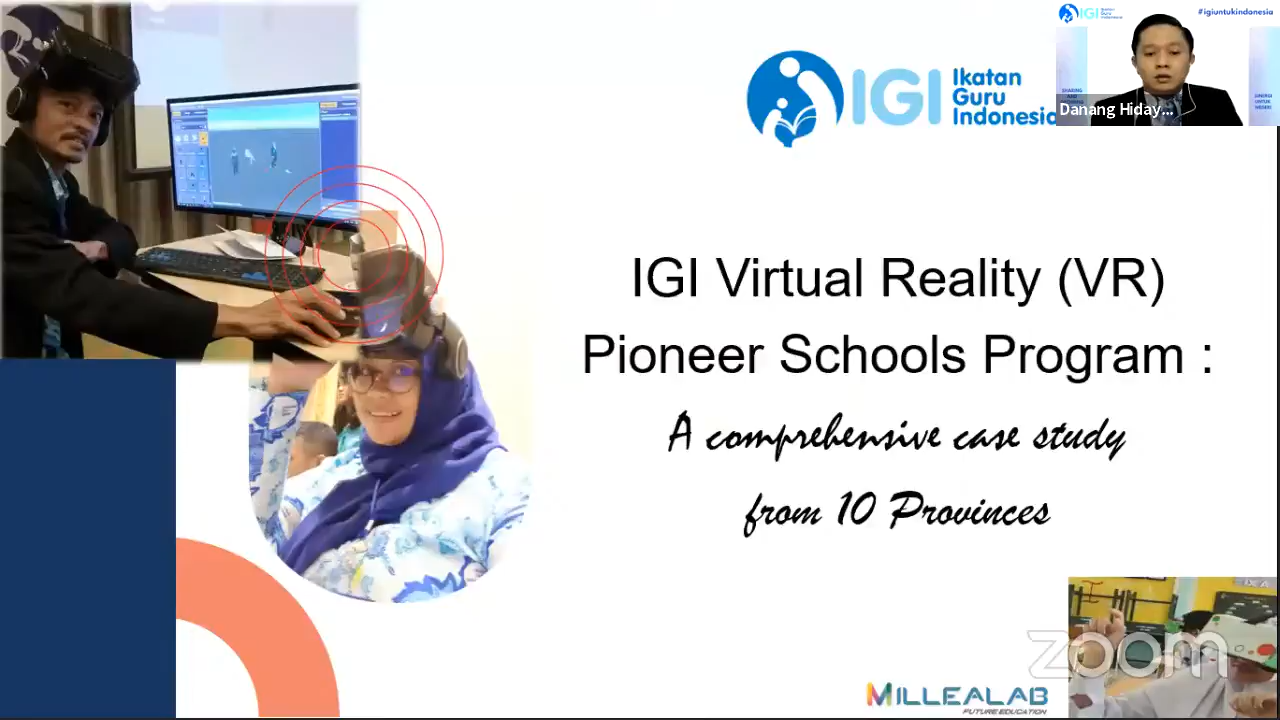 IGI Ikatan
Guru
Indonesia
#igiuntukindonesia
IGI
Danang Hiday...
IGI Virtual Reality (VR)
Pioneer Schools Program :
A comprehensive case study
from 10 Provinces
zoom
MILLEALAB
FUTURE EDUCATION